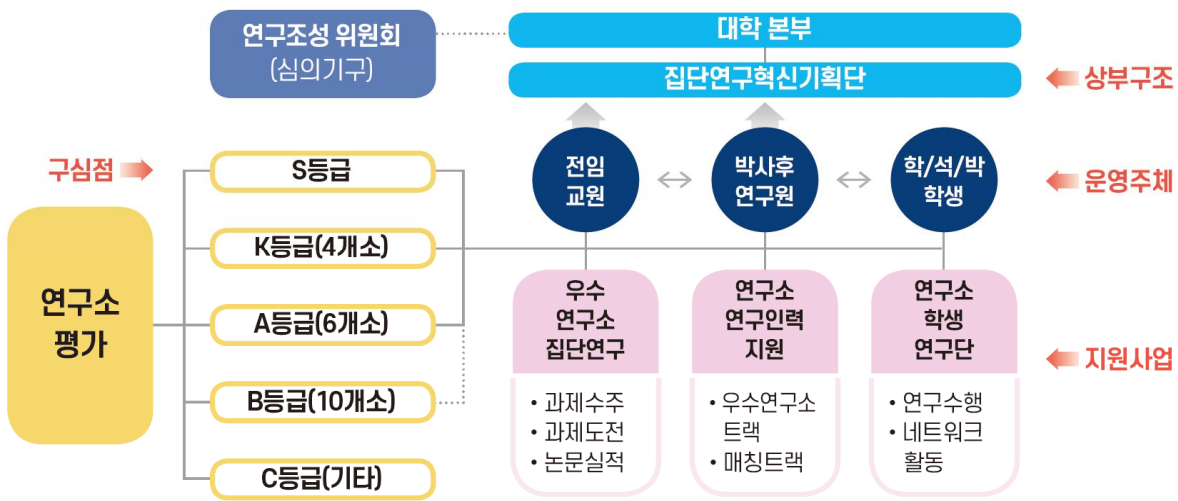 연구조성 위원회
(심의기구)
대학 본부
집단연구혁신기획단
상부구조
구심점
연구소
평가
S등급
K등급(4개소)
A등급(6개소)
B등급(10개소)
C등급(기타)
전임
교원
박사후
연구원
학/석/박
학생
운영주체
우수
연구소
집단연구
• 과제수주
• 과제도전
• 논문실적
연구소
연구인력
지원
• 우수연구소
트랙
• 매칭트랙
연구소
학생
연구단
• 연구수행
• 네트워크
활동
지원사업